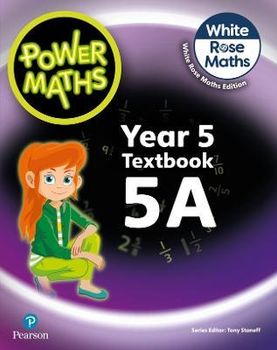 POWER
MATHS
White
Rose
Maths
White Rose Maths Edition
Year 5
Textbook
5A
Series Editor: Tony Staneff
Pearson